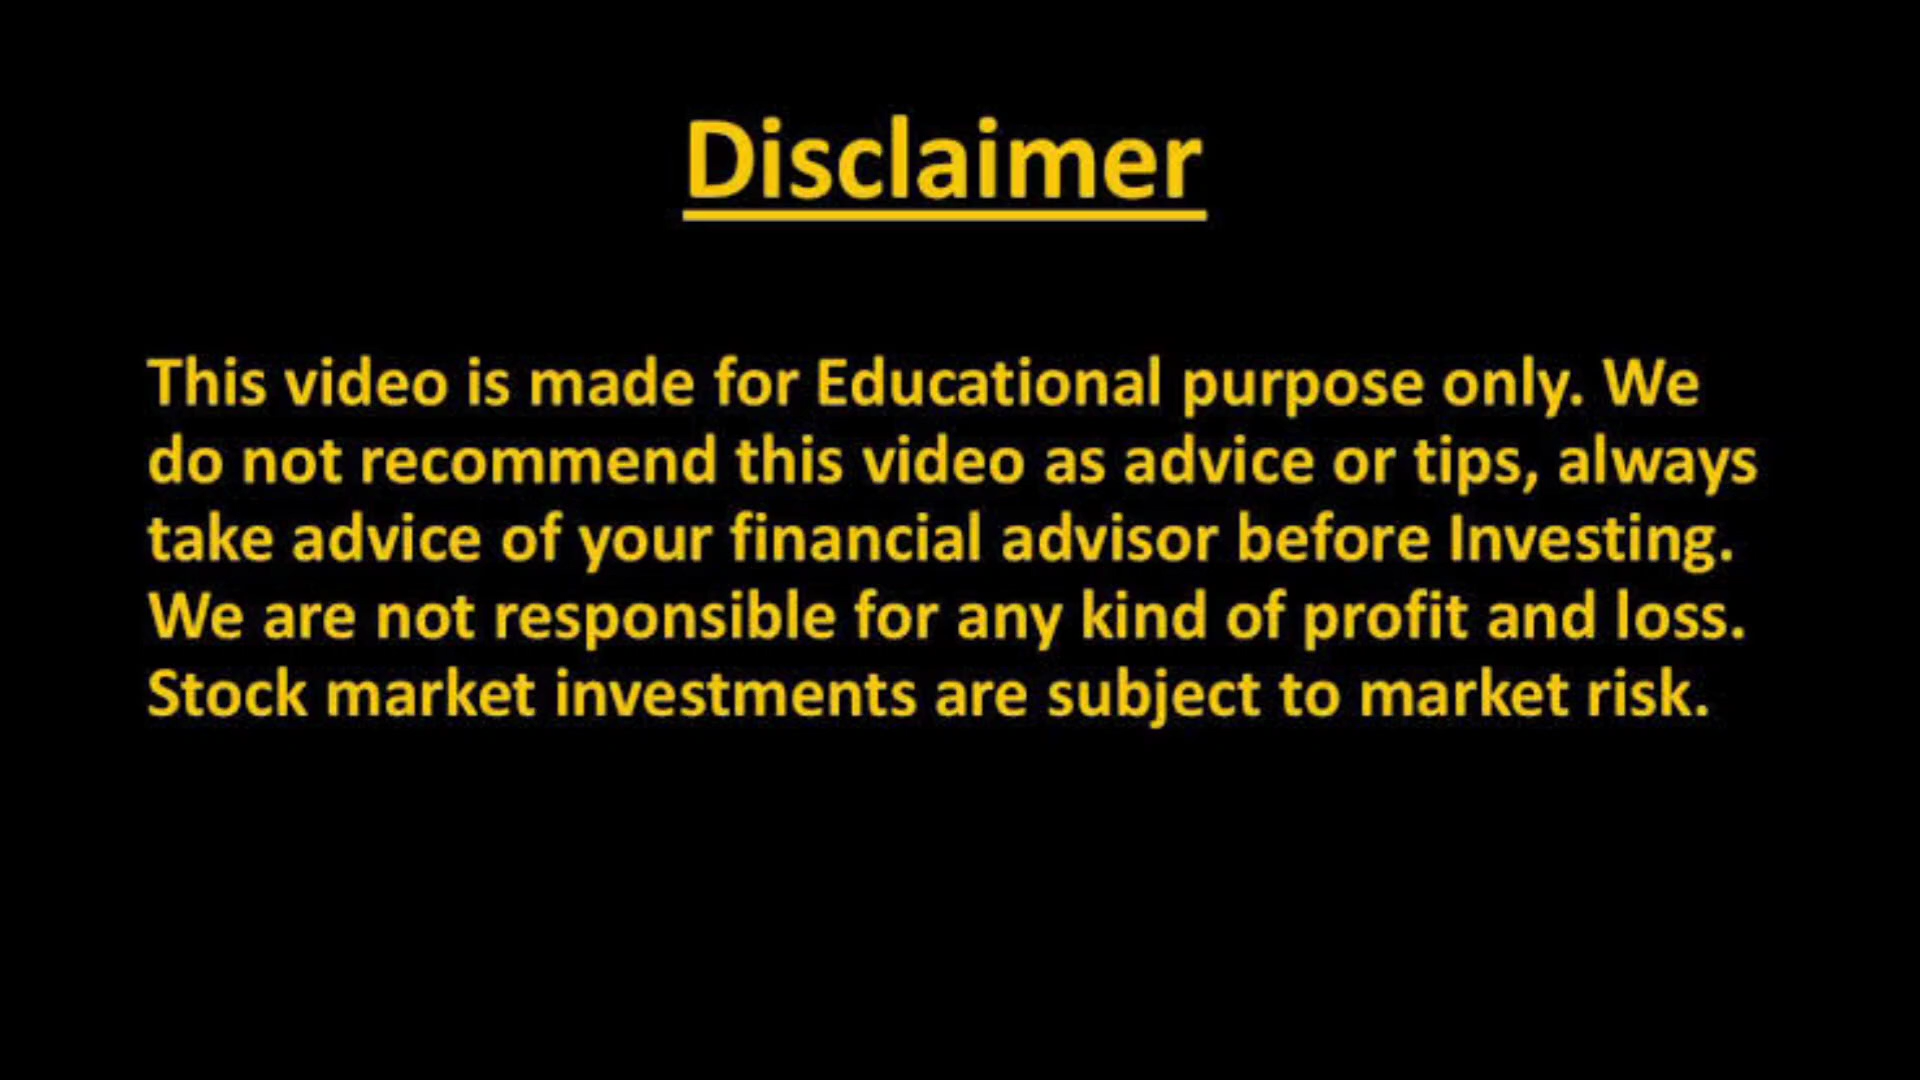 Disclaimer
This video is made for Educational purpose only. We
do not recommend this video as advice or tips, always
take advice of your financial advisor before Investing.
We are not responsible for any kind of profit and loss.
Stock market investments are subject to market risk.